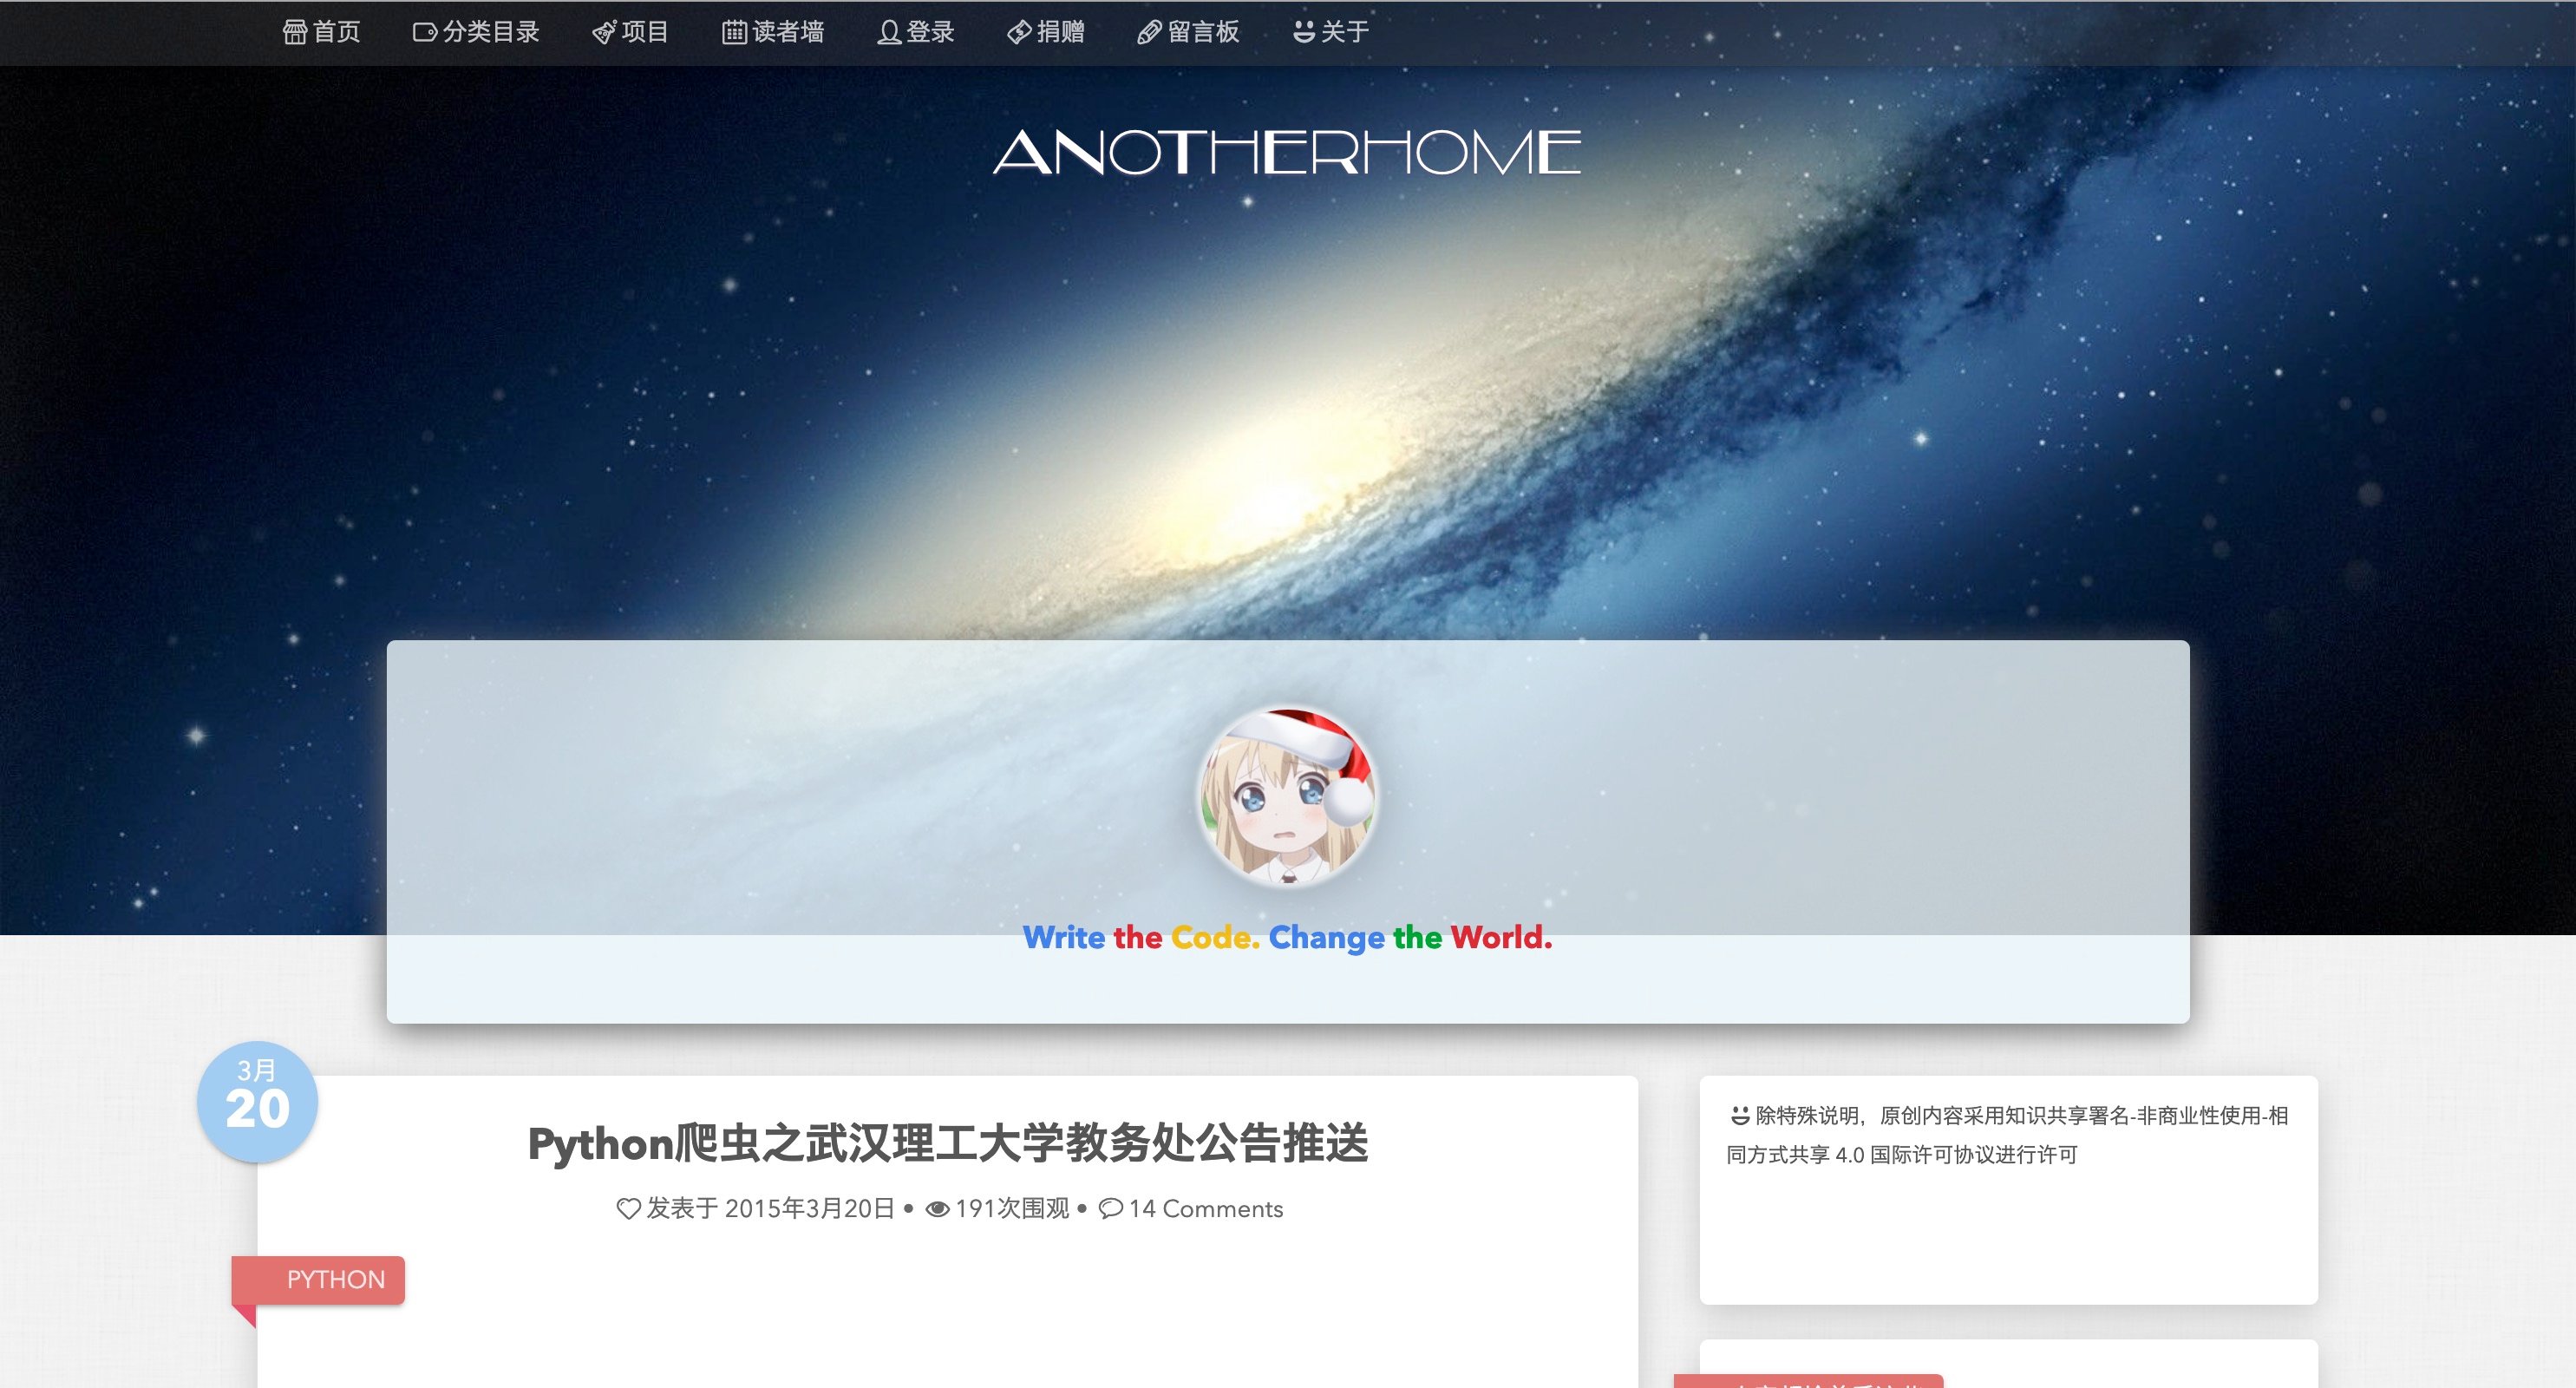 首页 分类目录 项目 读者墙 登录 捐赠 留言板 关于
ANOTHERHOME
Write the Code. Change the World.
3月
20
Python爬虫之武汉理工大学教务处公告推送
发表于 2015年3月20日 • 191次围观 • 14 Comments
PYTHON
除特殊说明，原创内容采用知识共享署名-非商业性使用-相
同方式共享 4.0 国际许可协议进行许可